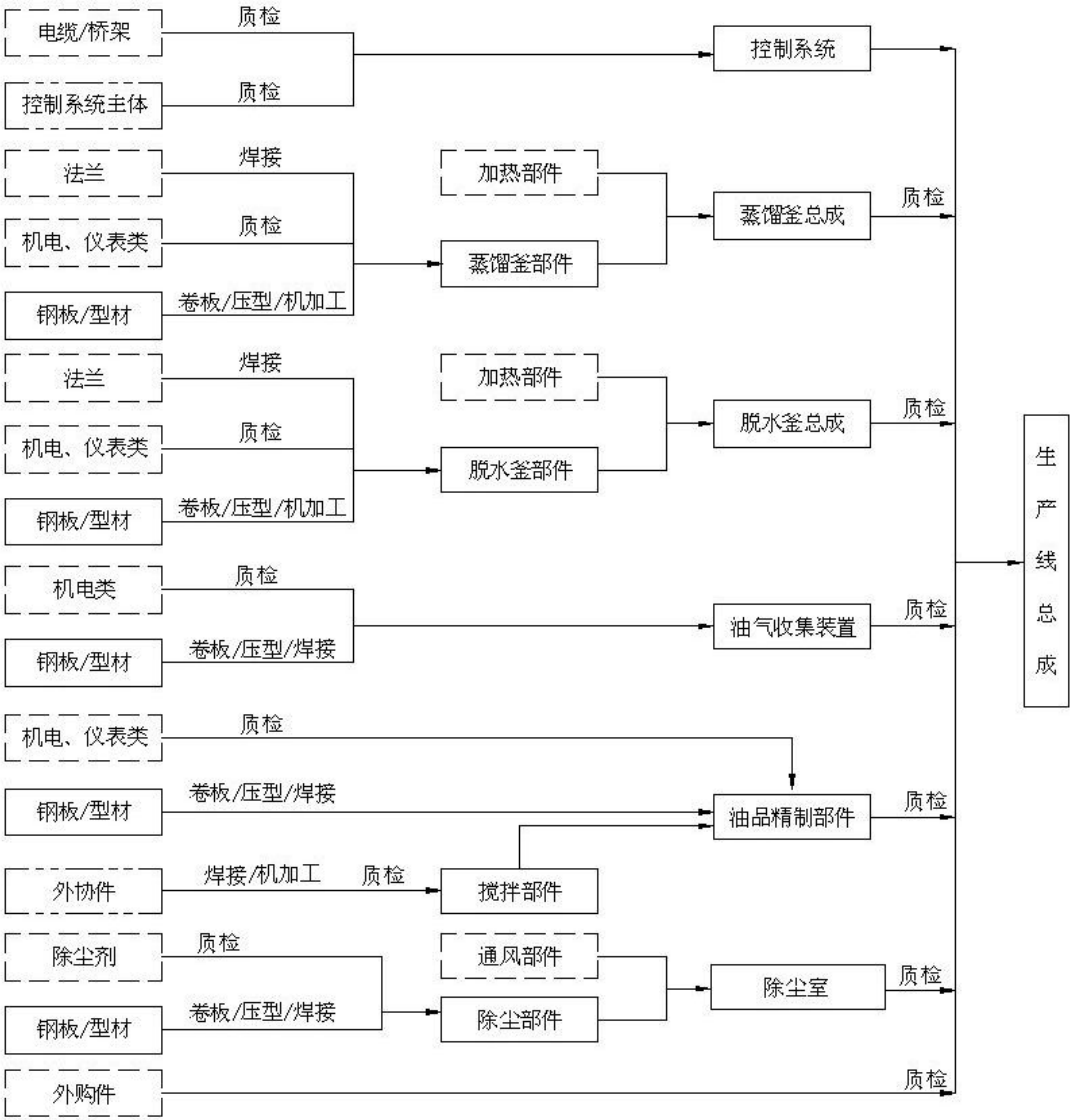 电缆/桥架
质检
控制系统
控制系统主体
质检
法兰
焊接
加热部件
机电、仪表类
质检
蒸馏釜总成
质检
蒸馏釜部件
钢板/型材
卷板/压型/机加工
法兰
焊接
加热部件
机电、仪表类
质检
脱水釜总成
质检
脱水釜部件
钢板/型材
卷板/压型/机加工
生产线总成
机电类
质检
油气收集装置
质检
钢板/型材
卷板/压型/焊接
机电、仪表类
质检
钢板/型材
卷板/压型/焊接
油品精制部件
质检
外协件
焊接/机加工
质检
搅拌部件
除尘剂
质检
通风部件
除尘室
质检
钢板/型材
卷板/压型/焊接
除尘部件
外购件
质检